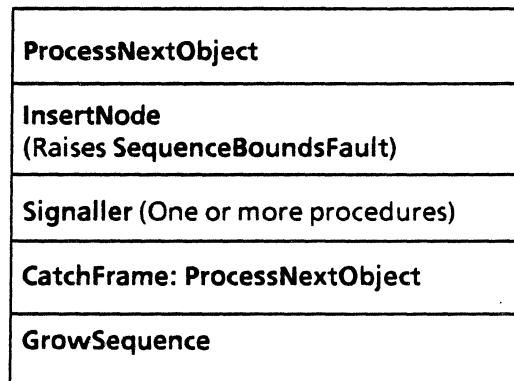 ProcessNextObject
InsertNode
(Raises SequenceBoundsFault)
Signaller (One or more procedures)
CatchFrame: ProcessNextObject
GrowSequence